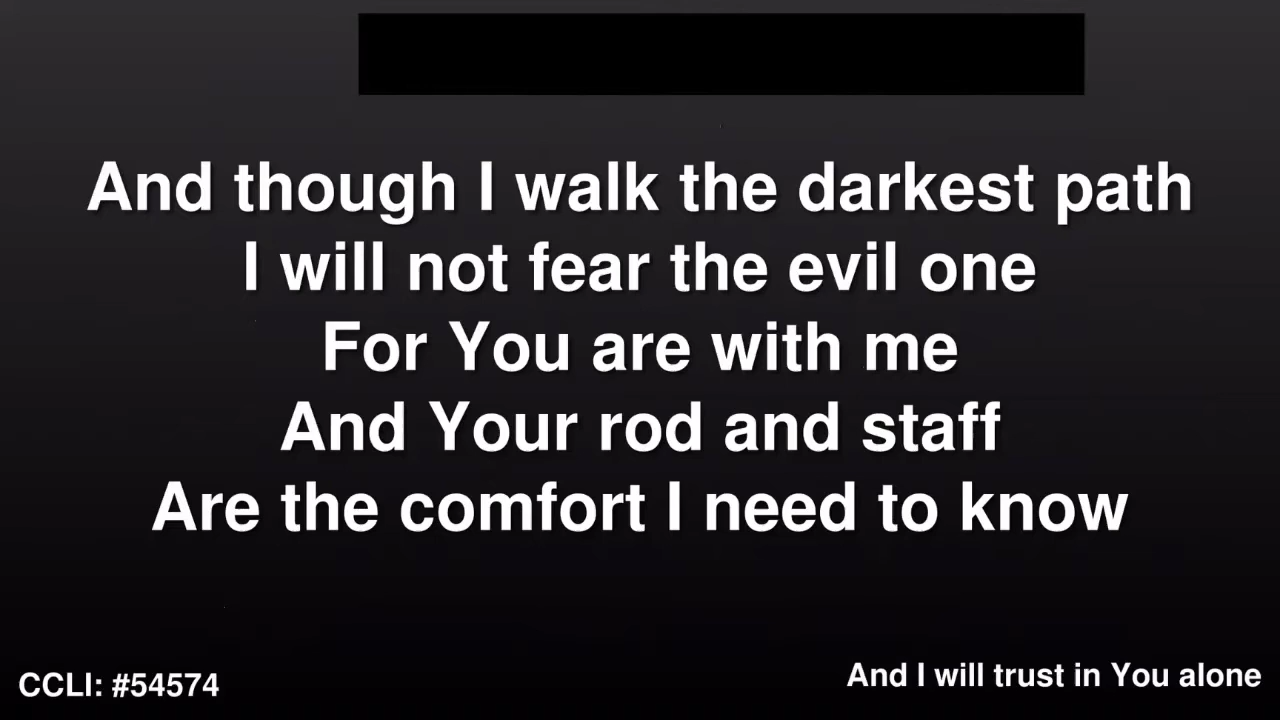 And though I walk the darkest path
I will not fear the evil one
For You are with me
And Your rod and staff
Are the comfort I need to know
CCLI: #54574
And I will trust in You alone